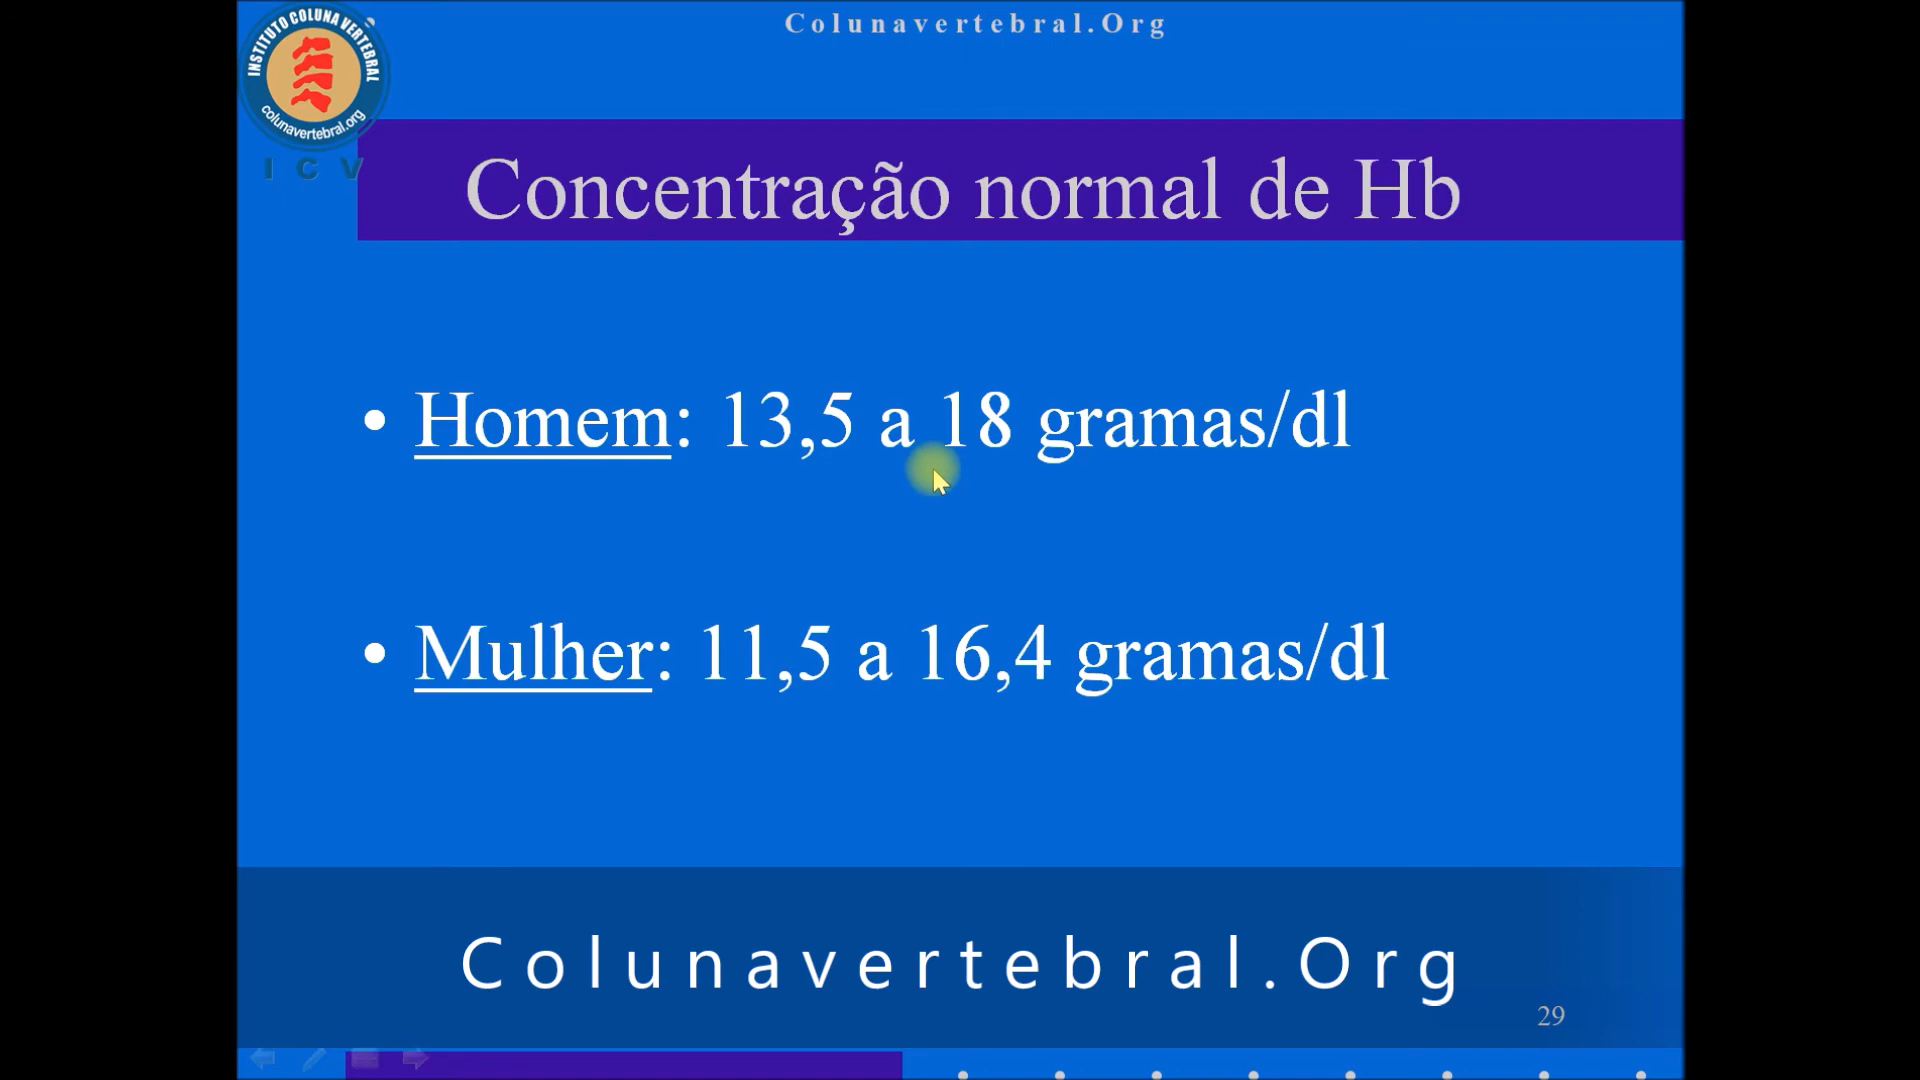 Colunavertebral.Org
INSTITUTO COLUNA VERTEBRAL
colunavertebral.org
I C V
Concentração normal de Hb
• Homem: 13,5 a 18 gramas/dl
• Mulher: 11,5 a 16,4 gramas/dl
Colunavertebral.Org
29